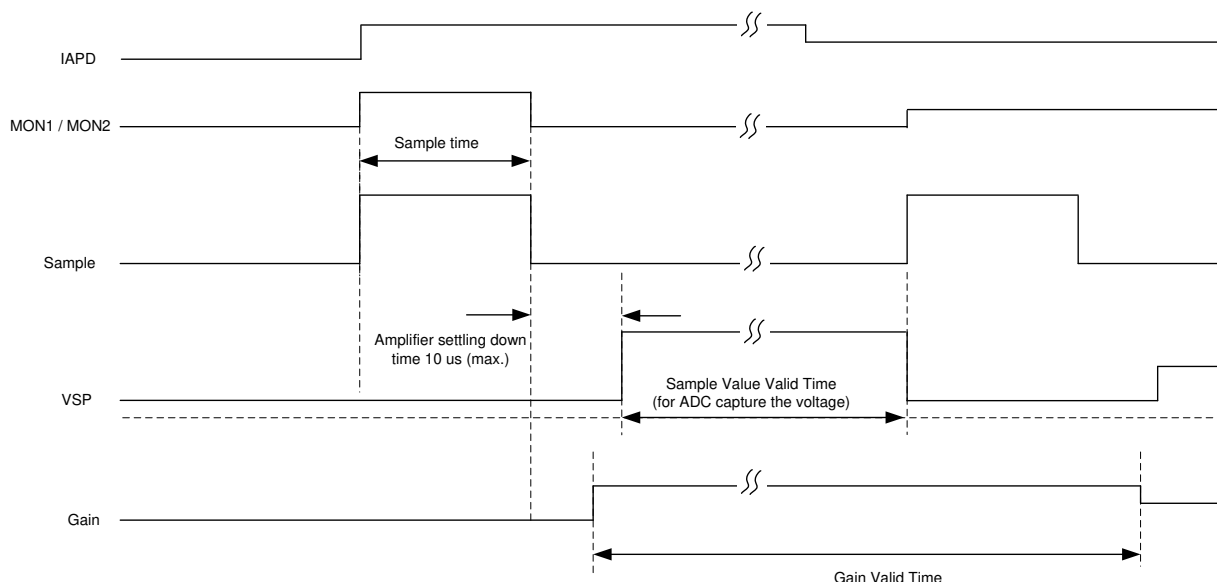 IAPD
MON1 / MON2
Sample time
Sample
Amplifier settling down
time 10 us (max.)
Sample Value Valid Time
(for ADC capture the voltage)
VSP
Gain
Gain Valid Time